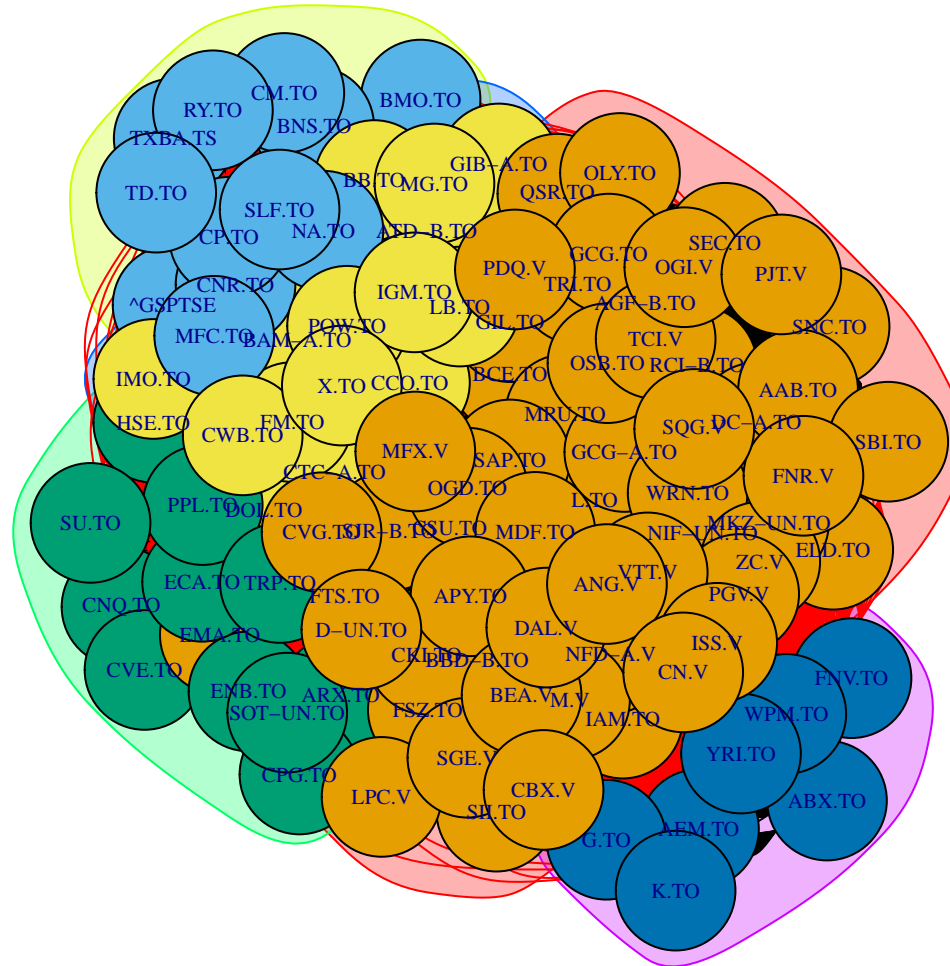 CM.TO
BMO.TO
RY.TO
BNS.TO
TXBA.TS
GIB−A.TO
OLY.TO
BB.TO
MG.TO
QSR.TO
TD.TO
SLF.TO
NA.TO
ATD−B.TO
CP.TO
SEC.TO
GCG.TO
PDQ.V
OGI.V
PJT.V
CNR.TO
TRI.TO
IGM.TO
^GSPTSE
LB.TO
AGF−B.TO
GIL.TO
POW.TO
SNC.TO
MFC.TO
BAM−A.TO
TCI.V
OSB.TO
RCI−B.TO
BCE.TO
IMO.TO
X.TO
CCO.TO
AAB.TO
MPU.TO
HSE.TO
FM.TO
DC−A.TO
CWB.TO
SQG.V
SBI.TO
MFX.V
GCG−A.TO
SAP.TO
CTC−A.TO
FNR.V
OGD.TO
WRN.TO
L.TO
PPL.TO
DOL.TO
SU.TO
MKZ−UN.TO
CVG.TO
SJR−B.TO
GSU.TO
MDF.TO
NIF−UN.TO
ELD.TO
ZC.V
VTT.V
ECA.TO
TRP.TO
ANG.V
PGV.V
FTS.TO
APY.TO
CNQ.TO
D−UN.TO
DAL.V
EMA.TO
ISS.V
CKI.TO
BBD−B.TO
NFD−A.V
CVE.TO
CN.V
FNV.TO
ENB.TO
ARX.TO
BEA.V
M.V
SOT−UN.TO
FSZ.TO
IAM.TO
WPM.TO
YRI.TO
SGE.V
CPG.TO
LPC.V
CBX.V
ABX.TO
SII.TO
AEM.TO
G.TO
K.TO